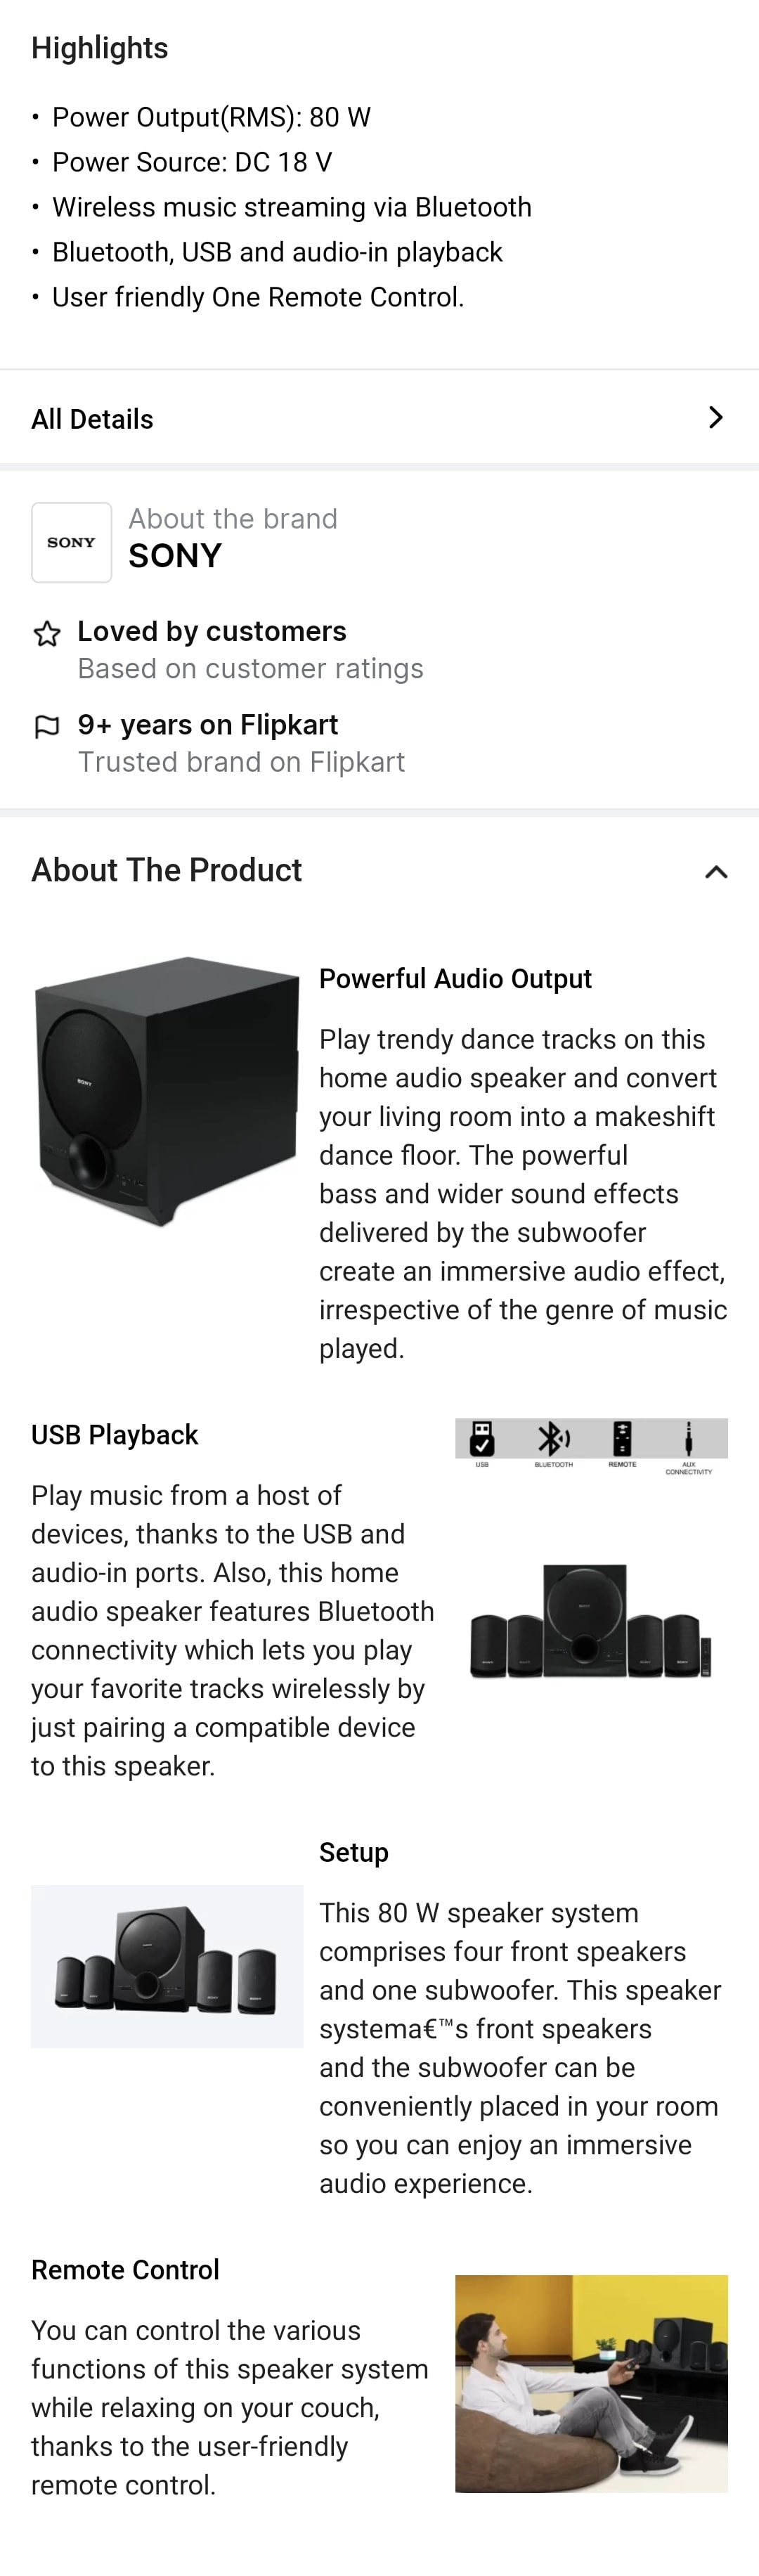 Highlights
• Power Output(RMS): 80 W
• Power Source: DC 18 V
• Wireless music streaming via Bluetooth
• Bluetooth, USB and audio-in playback
• User friendly One Remote Control.
All Details
SONY
About the brand
SONY
Loved by customers
Based on customer ratings
9+ years on Flipkart
Trusted brand on Flipkart
About The Product
SONY
Powerful Audio Output
Play trendy dance tracks on this
home audio speaker and convert
your living room into a makeshift
dance floor. The powerful
bass and wider sound effects
delivered by the subwoofer
create an immersive audio effect,
irrespective of the genre of music
played.
USB Playback
Play music from a host of
devices, thanks to the USB and
audio-in ports. Also, this home
audio speaker features Bluetooth
connectivity which lets you play
your favorite tracks wirelessly by
just pairing a compatible device
to this speaker.
USB
BLUETOOTH
REMOTE
AUX
CONNECTIVITY
Setup
This 80 W speaker system
comprises four front speakers
and one subwoofer. This speaker
systema€™s front speakers
and the subwoofer can be
conveniently placed in your room
so you can enjoy an immersive
audio experience.
Remote Control
You can control the various
functions of this speaker system
while relaxing on your couch,
thanks to the user-friendly
remote control.